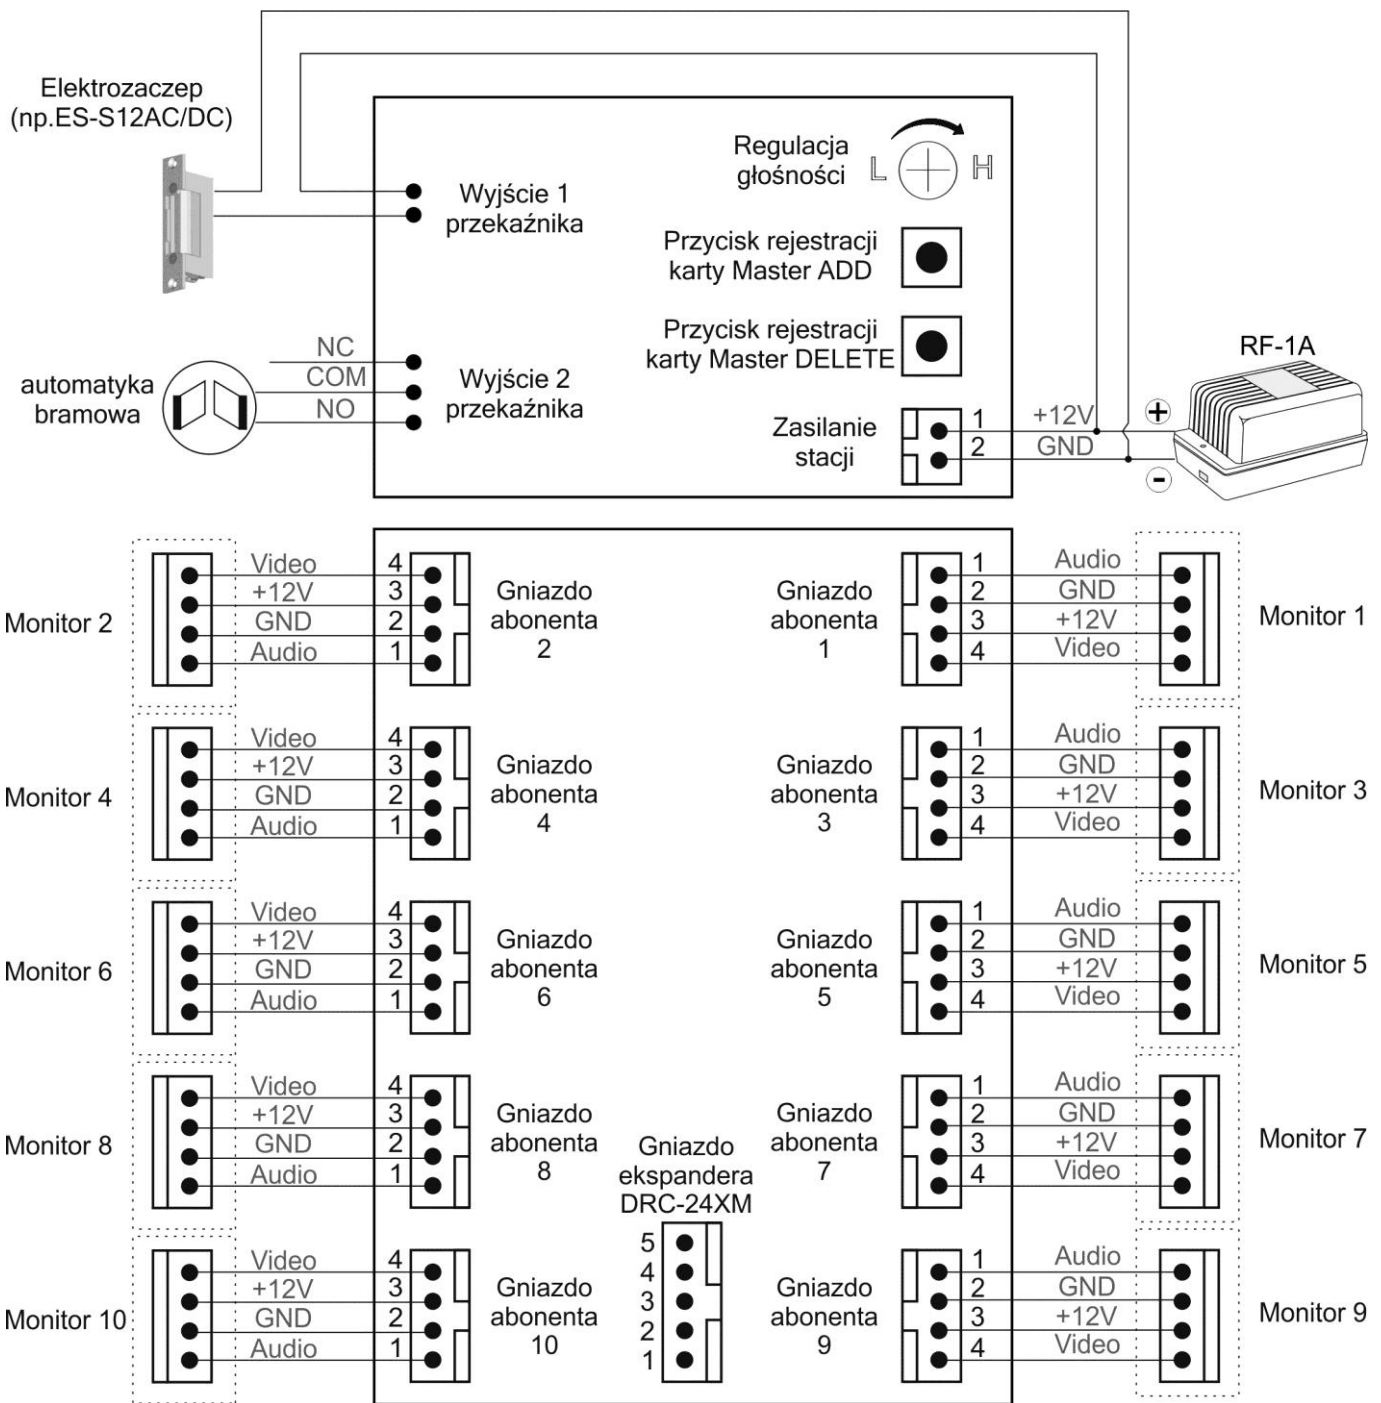 Elektrozaczep
(np.ES-S12AC/DC)
Wyjście 1
przekaźnika
Regulacja
głośności
L
H
Przycisk rejestracji
karty Master ADD
Przycisk rejestracji
karty Master DELETE
automatyka
bramowa
NC
COM
NO
Wyjście 2
przekaźnika
Zasilanie
stacji
1
2
+12V
GND
+
-
RF-1A
Monitor 2
Video
+12V
GND
Audio
4
3
2
1
Gniazdo
abonenta
2
Gniazdo
abonenta
1
1
2
3
4
Audio
GND
+12V
Video
Monitor 1
Monitor 4
Video
+12V
GND
Audio
4
3
2
1
Gniazdo
abonenta
4
Gniazdo
abonenta
3
1
2
3
4
Audio
GND
+12V
Video
Monitor 3
Monitor 6
Video
+12V
GND
Audio
4
3
2
1
Gniazdo
abonenta
6
Gniazdo
abonenta
5
1
2
3
4
Audio
GND
+12V
Video
Monitor 5
Monitor 8
Video
+12V
GND
Audio
4
3
2
1
Gniazdo
abonenta
8
Gniazdo
abonenta
7
1
2
3
4
Audio
GND
+12V
Video
Monitor 7
Gniazdo
ekspandera
DRC-24XM
5
4
3
2
1
Monitor 10
Video
+12V
GND
Audio
4
3
2
1
Gniazdo
abonenta
10
Gniazdo
abonenta
9
1
2
3
4
Audio
GND
+12V
Video
Monitor 9